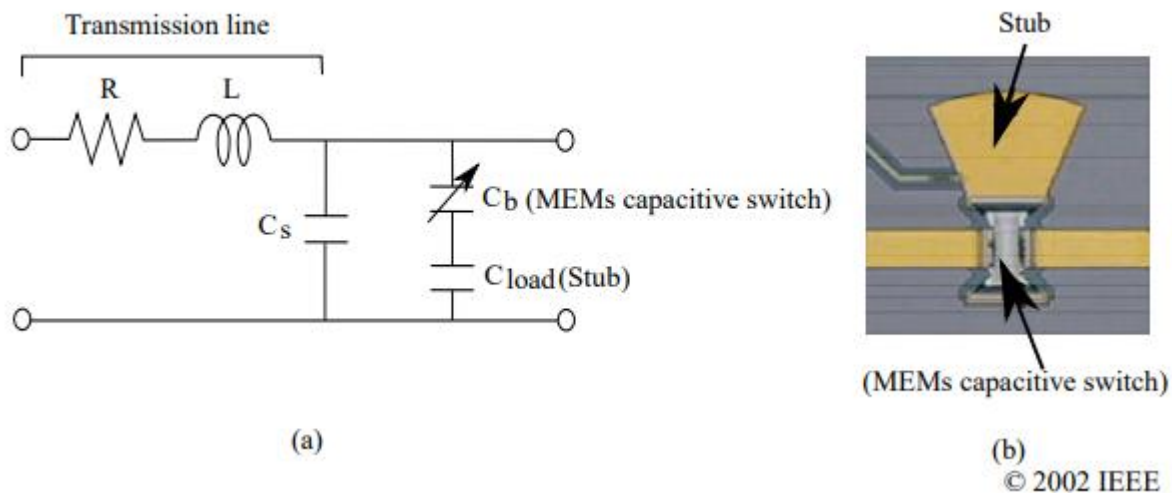 Transmission line
R
L
Cs
Cb (MEMs capacitive switch)
Cload (Stub)
(a)
Stub
(MEMs capacitive switch)
(b)
© 2002 IEEE